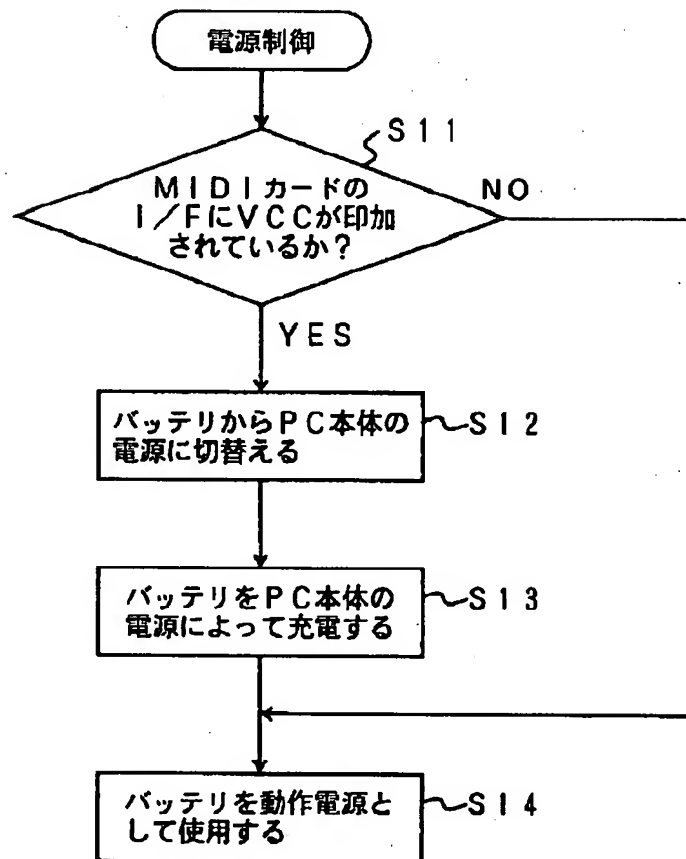 電源制御
S11
MIDIカードの
I/FにVCCが印加
されているか?
NO
YES
バッテリからPC本体の
電源に切替える
S12
バッテリをPC本体の
電源によって充電する
S13
バッテリを動作電源と
して使用する
S14